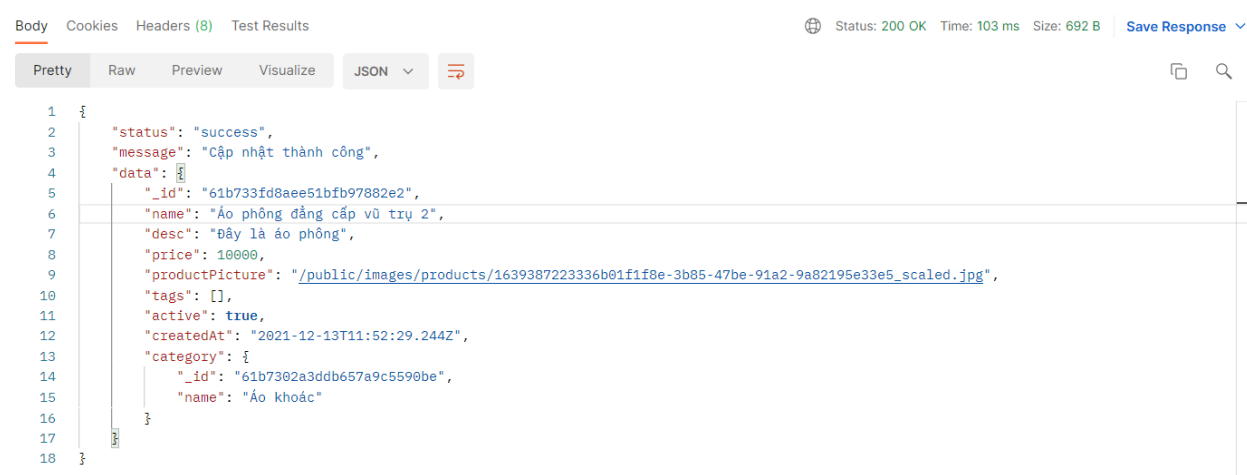 Body Cookies Headers (8) Test Results Status: 200 OK Time: 103 ms Size: 692 B Save Response
Pretty Raw Preview Visualize JSON
1 {
2 "status": "success",
3 "message": "Cập nhật thành công",
4 "data": {
5 "_id": "61b733fd8aee51bfb97882e2",
6 "name": "Áo phông đẳng cấp vũ trụ 2",
7 "desc": "Đây là áo phông",
8 "price": 10000,
9 "productPicture": "/public/images/products/1639387223336b01f1f8e-3b85-47be-91a2-9a82195e33e5_scaled.jpg",
10 "tags": [],
11 "active": true,
12 "createdAt": "2021-12-13T11:52:29.244Z",
13 "category": {
14 "_id": "61b7302a3ddb657a9c5590be",
15 "name": "Áo khoác"
16 }
17 }
18 }